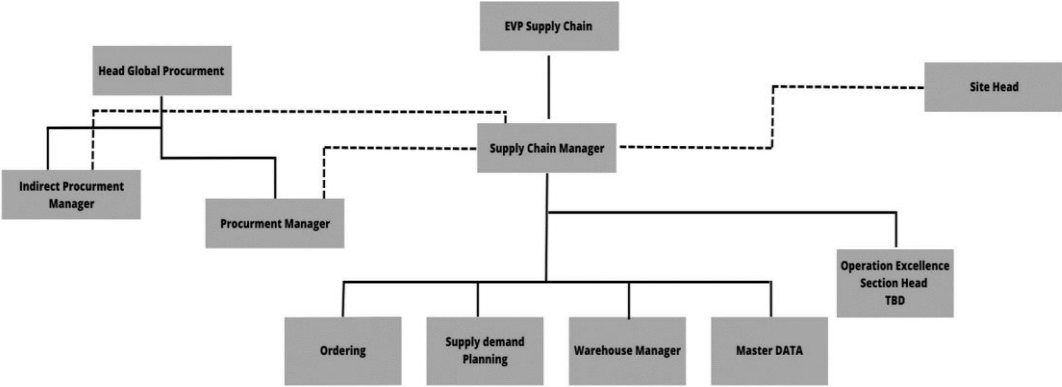 EVP Supply Chain
Head Global Procurment
Site Head
Supply Chain Manager
Indirect Procurment
Manager
Procurment Manager
Operation Excellence
Section Head
TBD
Ordering
Supply demand
Planning
Warehouse Manager
Master DATA